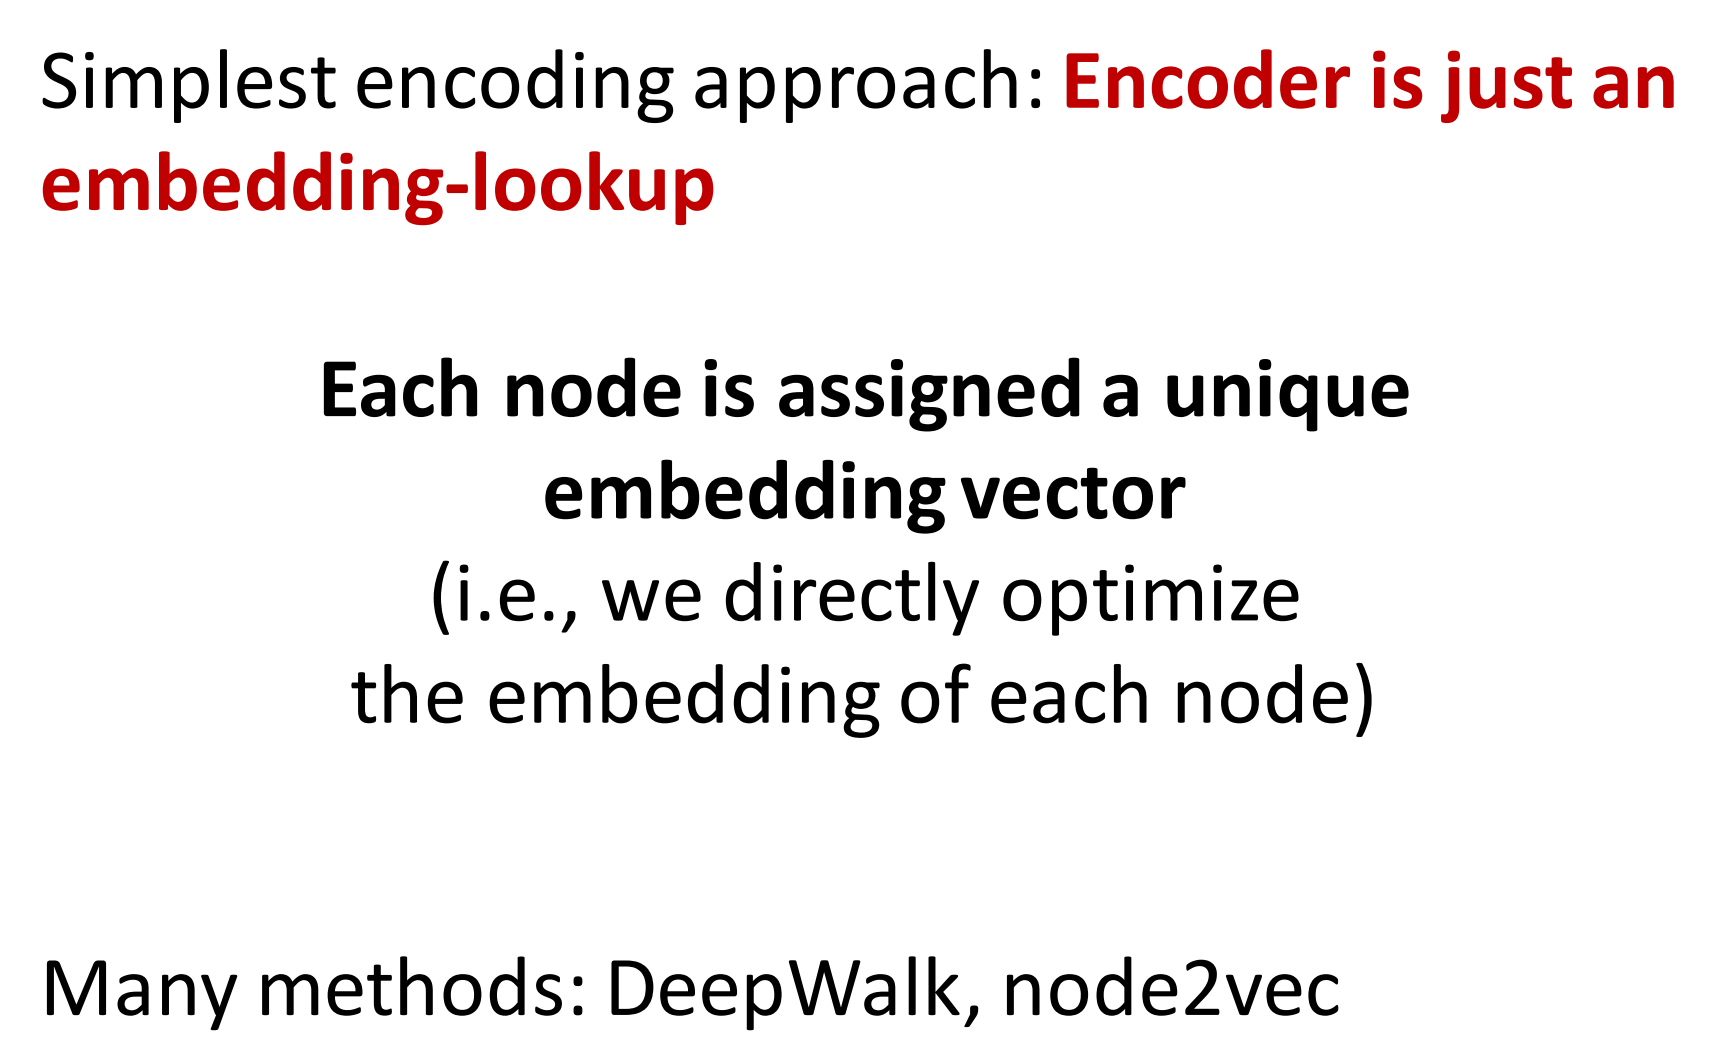 Simplest encoding approach: Encoder is just an
embedding-lookup
Each node is assigned a unique
embedding vector
(i.e., we directly optimize
the embedding of each node)
Many methods: DeepWalk, node2vec